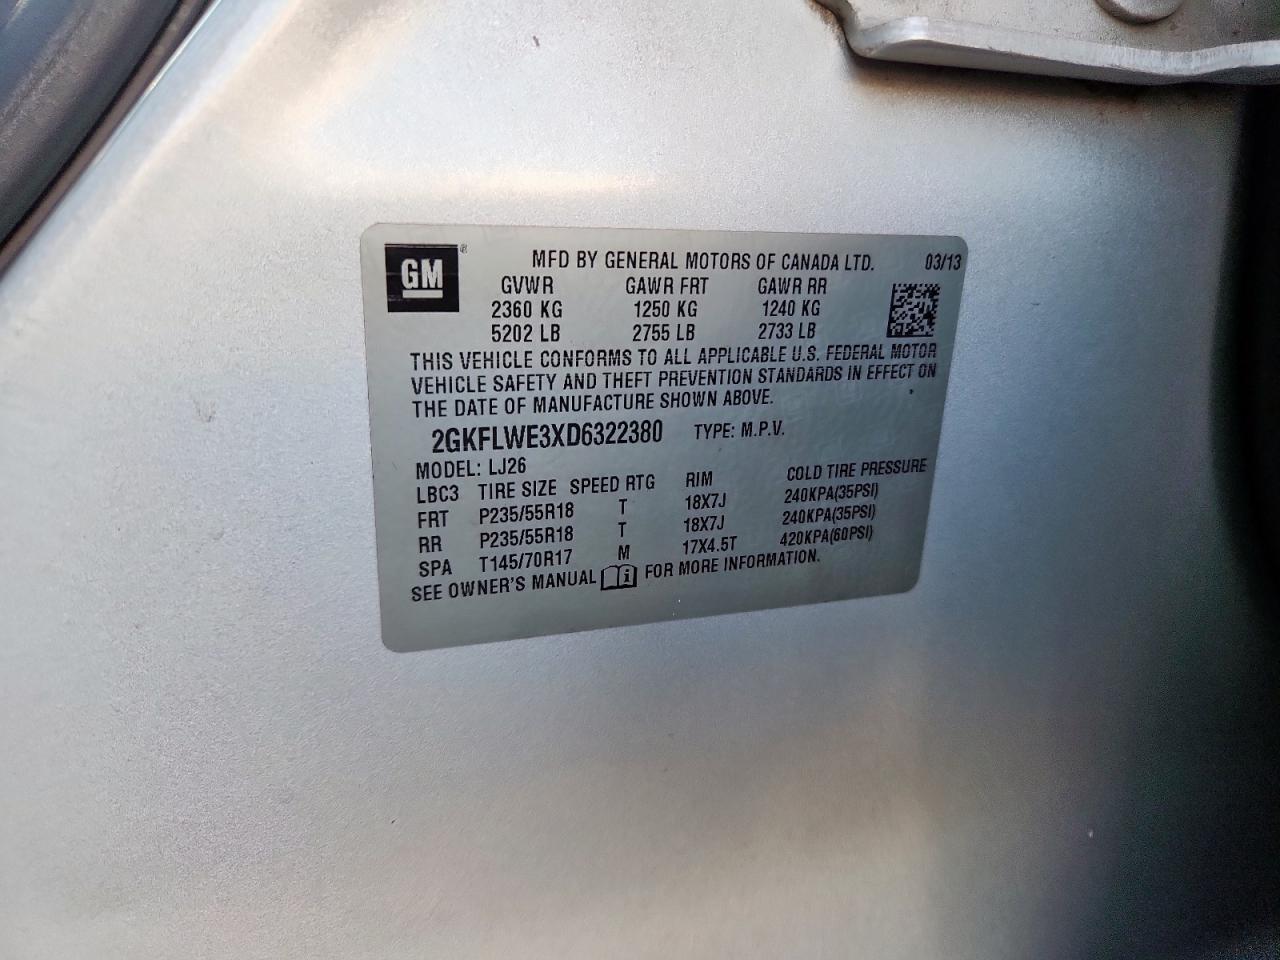 GM ®
MFD BY GENERAL MOTORS OF CANADA LTD. 03/13
GVWR GAWR FRT GAWR RR
2360 KG 1250 KG 1240 KG
5202 LB 2755 LB 2733 LB
THIS VEHICLE CONFORMS TO ALL APPLICABLE U.S. FEDERAL MOTOR
VEHICLE SAFETY AND THEFT PREVENTION STANDARDS IN EFFECT ON
THE DATE OF MANUFACTURE SHOWN ABOVE.
2GKFLWE3XD6322380 TYPE: M.P.V.
MODEL: LJ26
LBC3 TIRE SIZE SPEED RTG RIM COLD TIRE PRESSURE
FRT P235/55R18 T 18X7J 240KPA(35PSI)
RR P235/55R18 T 18X7J 240KPA(35PSI)
SPA T145/70R17 M 17X4.5T 420KPA(60PSI)
SEE OWNER'S MANUAL FOR MORE INFORMATION.